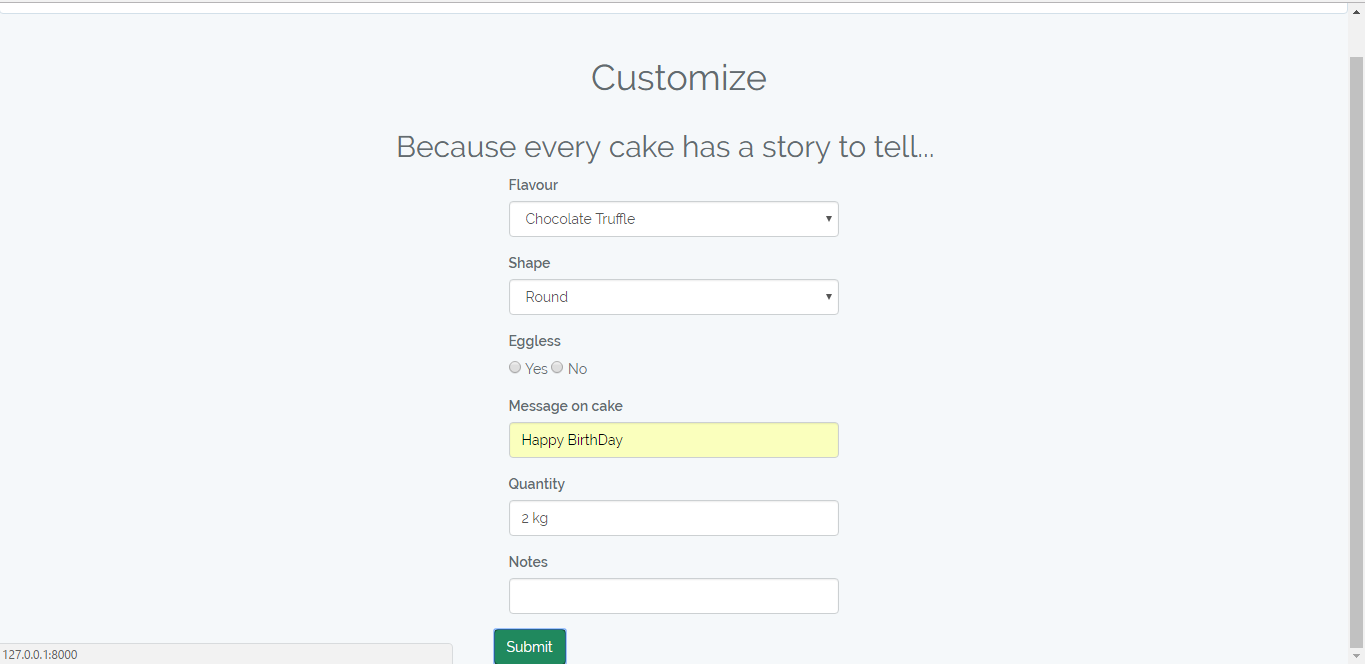 Customize
Because every cake has a story to tell...
Flavour
Chocolate Truffle
Shape
Round
Eggless
Yes No
Message on cake
Happy BirthDay
Quantity
2 kg
Notes
Submit
127.0.0.1:8000